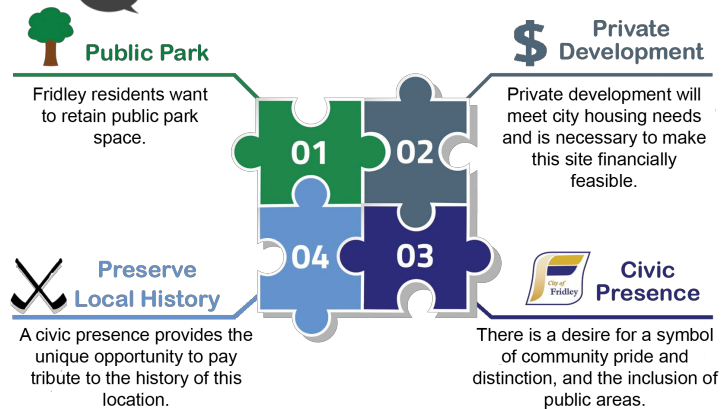 Public Park
Fridley residents want
to retain public park
space.
$
Private
Development
Private development will
meet city housing needs
and is necessary to make
this site financially
feasible.
01
02
04
03
Preserve
Local History
A civic presence provides the
unique opportunity to pay
tribute to the history of this
location.
City of
Fridley
Civic
Presence
There is a desire for a symbol
of community pride and
distinction, and the inclusion of
public areas.